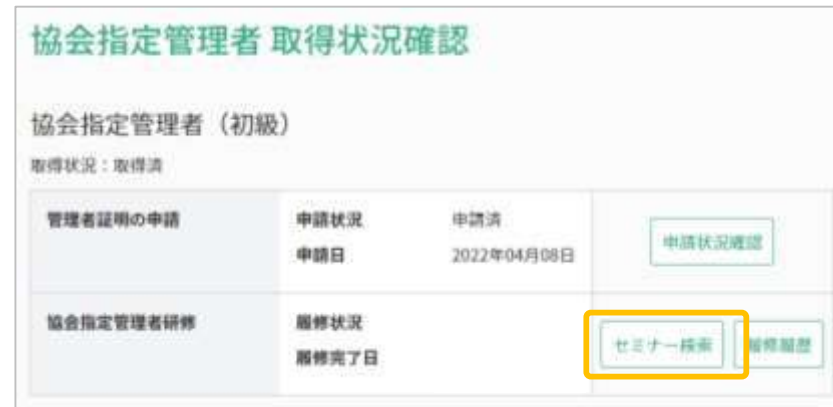 協会指定管理者 取得状況確認
協会指定管理者（初級）
取得状況：取得済
管理者証明の申請 申請状況 申請済 申請状況確認
申請日 2022年04月08日
協会指定管理者研修 履修状況 セミナー検索 履修履歴
履修完了日